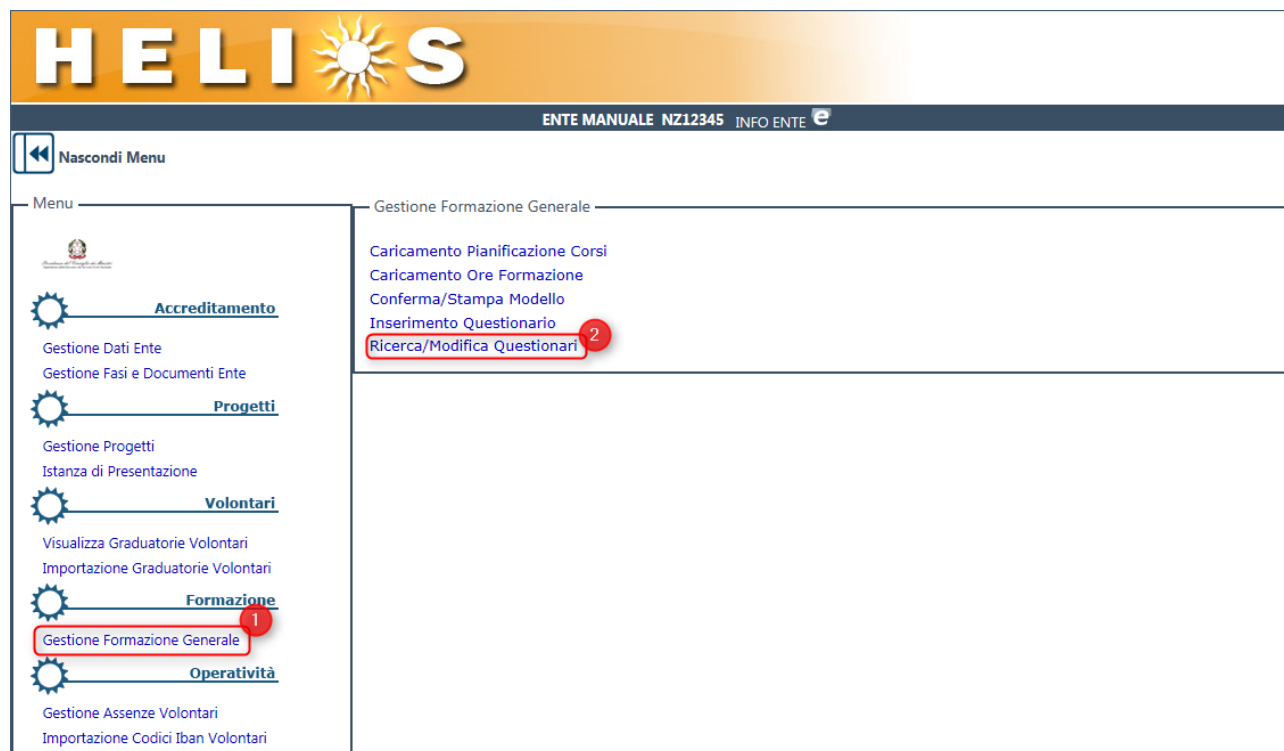 HELIOS
ENTE MANUALE NZ12345 INFO ENTE
Nascondi Menu
Menu
Accreditamento
Gestione Dati Ente
Gestione Fasi e Documenti Ente
Progetti
Gestione Progetti
Istanza di Presentazione
Volontari
Visualizza Graduatorie Volontari
Importazione Graduatorie Volontari
Formazione
1
Gestione Formazione Generale
Operatività
Gestione Assenze Volontari
Importazione Codici Iban Volontari
Gestione Formazione Generale
Caricamento Pianificazione Corsi
Caricamento Ore Formazione
Conferma/Stampa Modello
Inserimento Questionario
2
Ricerca/Modifica Questionari